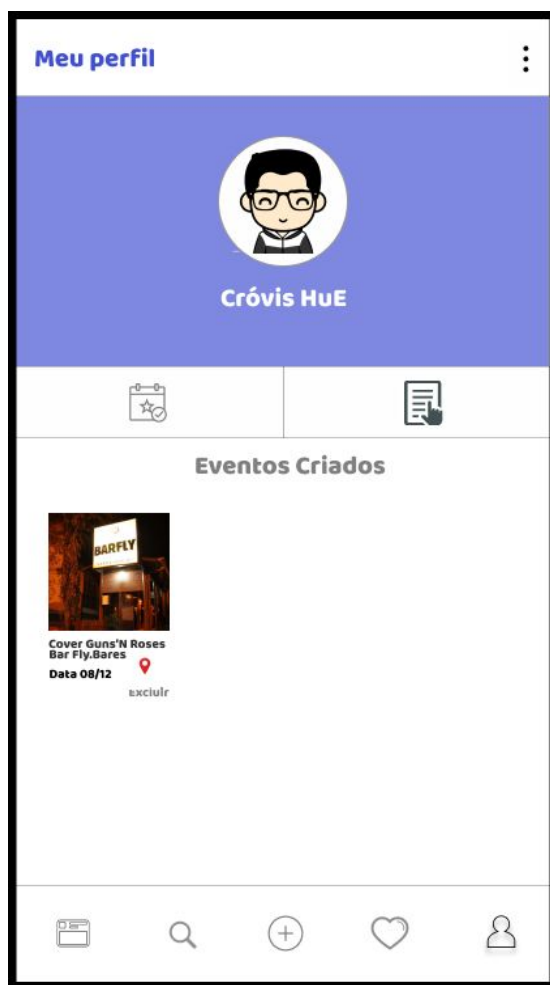 Meu perfil
Cróvis HuE
Eventos Criados
BARFLY
Cover Guns'N Roses
Bar Fly.Bares
Data 08/12
Exciulr